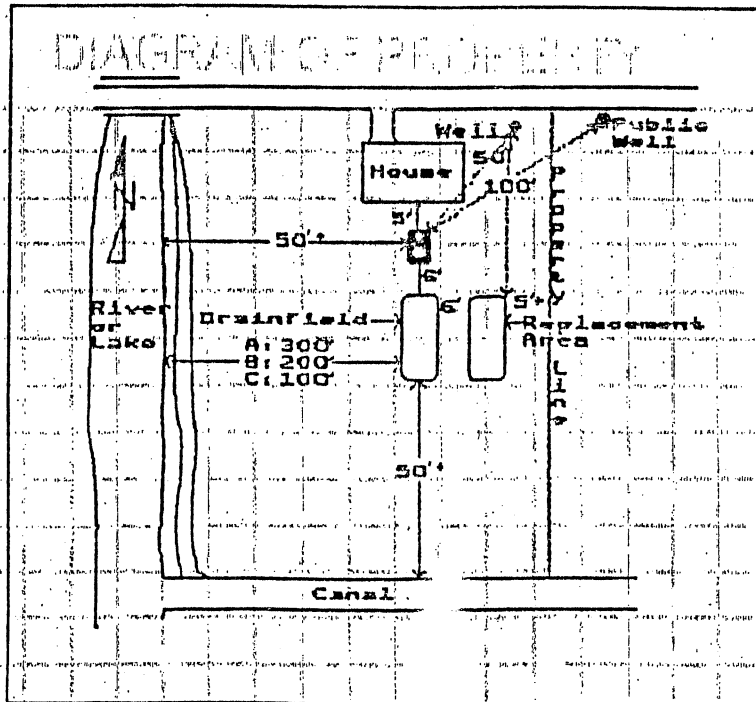 DIAGRAM OF PROPERTY
Well
Public
Well
House
50'
100'
5'
50'+
6'
6'
5'+
River
or
Lake
Drainfield
A: 300'
B: 200'
C: 100'
Replacement
Area
Property Line
50'+
Canal